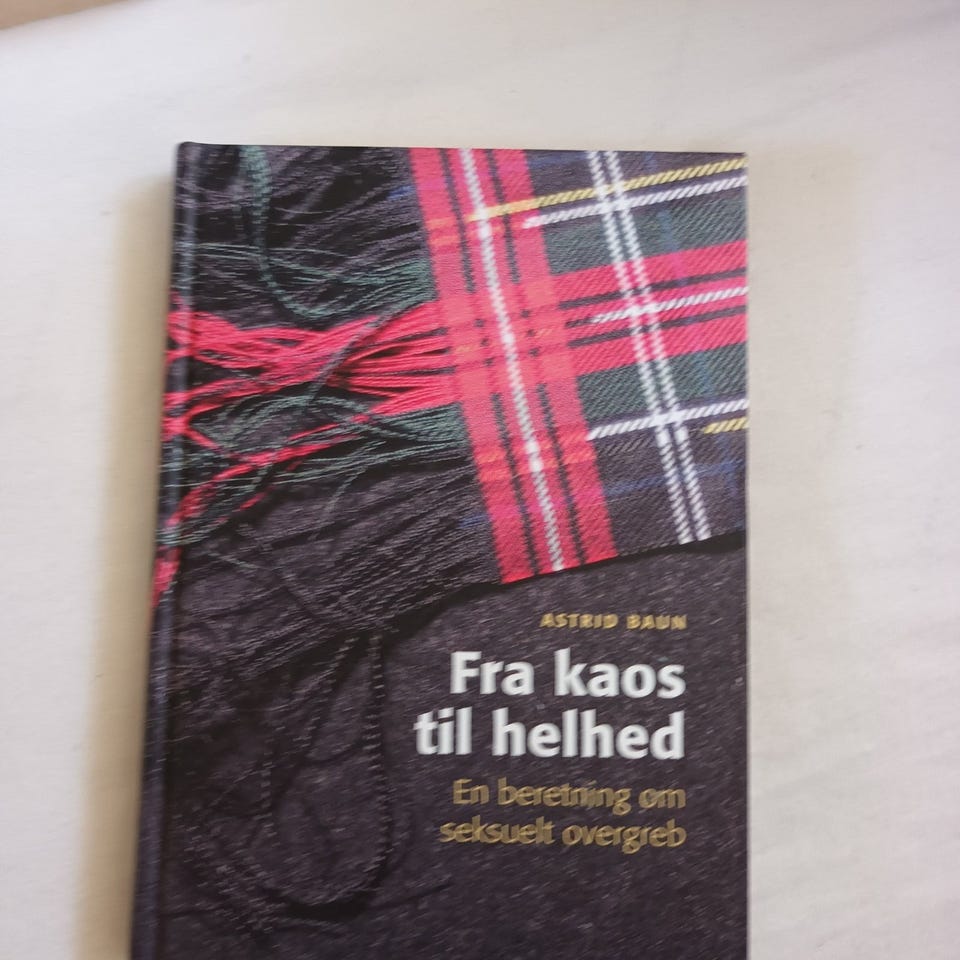 ASTRID BAUN
Fra kaos
til helhed
En beretning om
seksuelt overgreb